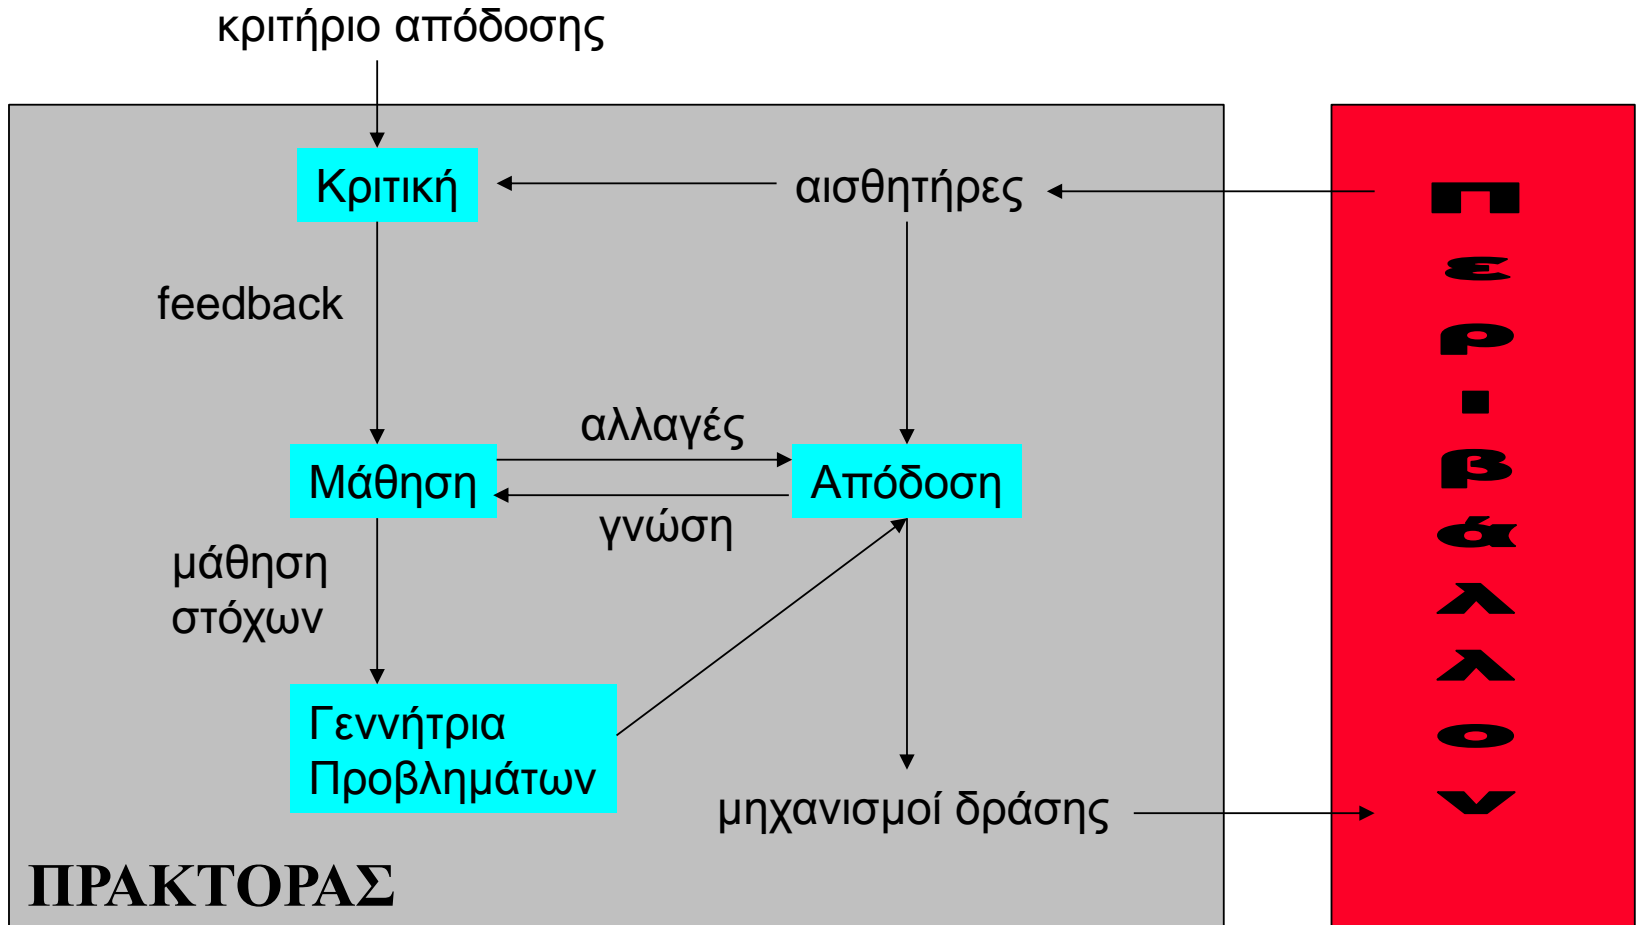 κριτήριο απόδοσης
Κριτική
αισθητήρες
feedback
αλλαγές
Μάθηση
Απόδοση
γνώση
μάθηση
στόχων
Γεννήτρια
Προβλημάτων
μηχανισμοί δράσης
ΠΡΑΚΤΟΡΑΣ
Περιβάλλον